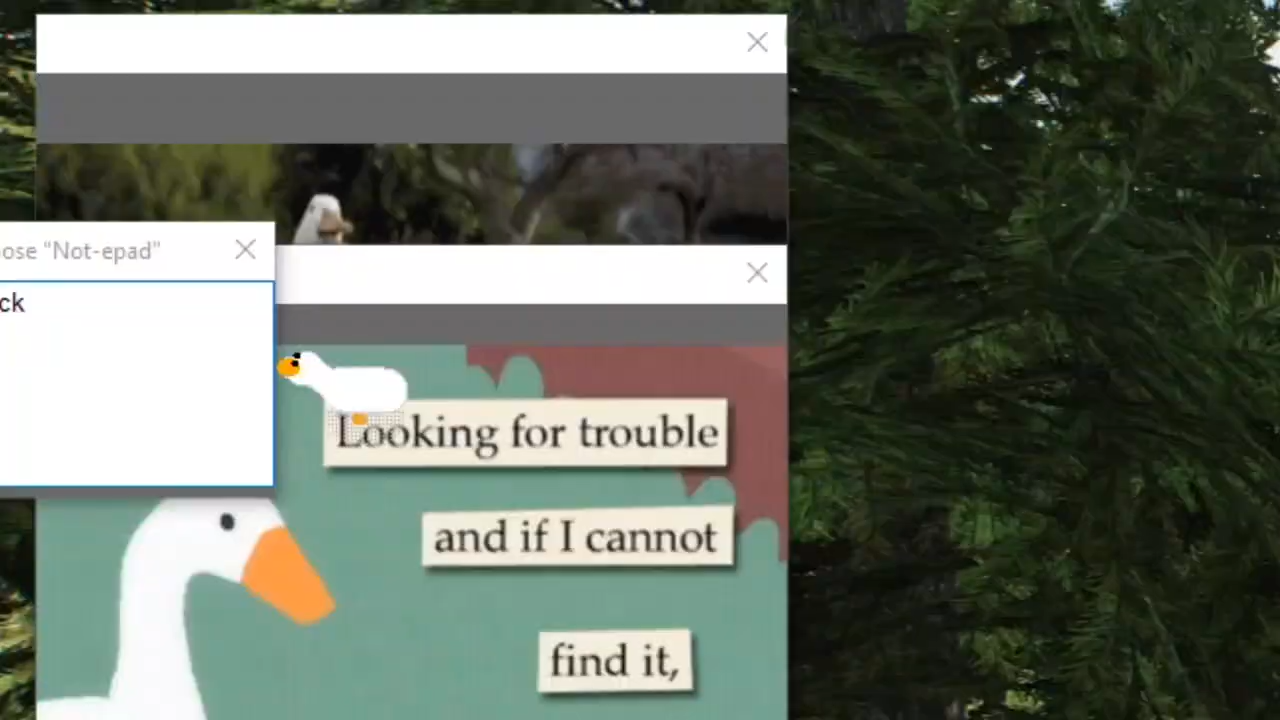 ose "Not-epad"
ck
Looking for trouble
and if I cannot
find it,